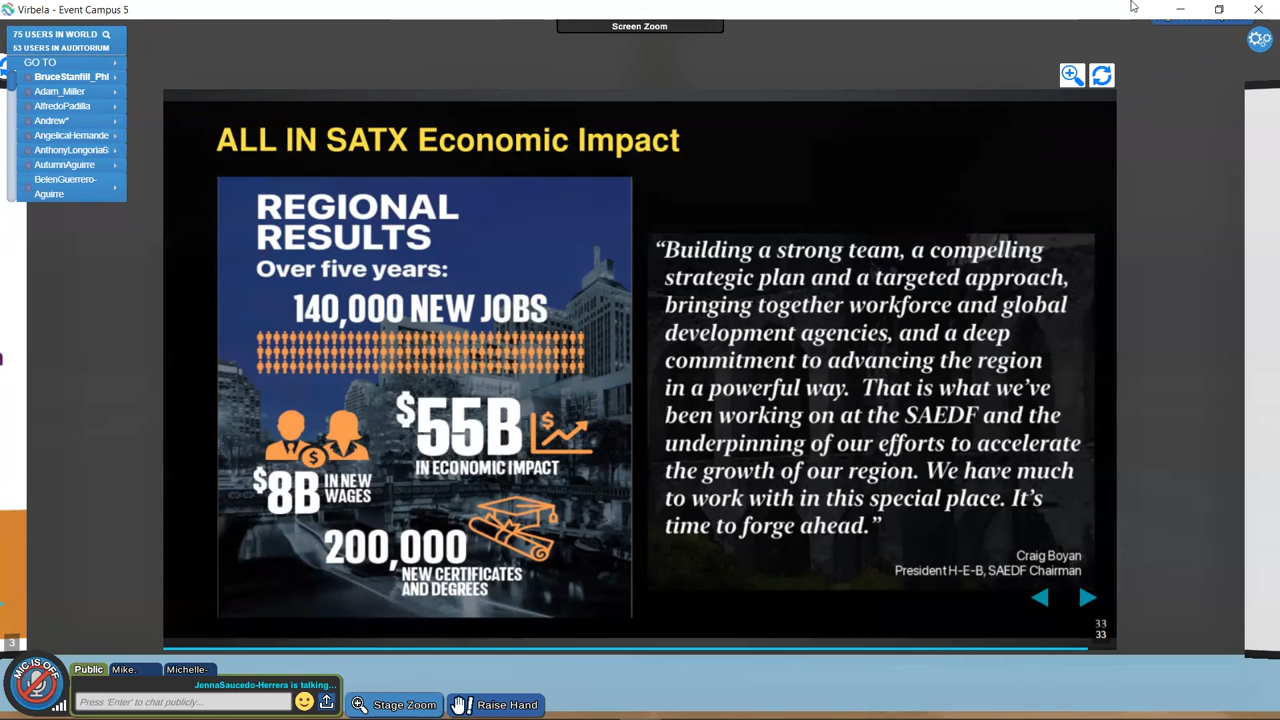 Virbela - Event Campus 5
Screen Zoom
75 USERS IN WORLD
53 USERS IN AUDITORIUM
GO TO
BruceStanfill_Phi
Adam_Miller
AlfredoPadilla
Andrew*
AngelicaHernande
AnthonyLongoria6
AutumnAguirre
BelenGuerrero-
Aguirre
ALL IN SATX Economic Impact
REGIONAL
RESULTS
Over five years:
140,000 NEW JOBS
$55B
IN ECONOMIC IMPACT
$8B IN NEW
WAGES
200,000
NEW CERTIFICATES
AND DEGREES
“Building a strong team, a compelling
strategic plan and a targeted approach,
bringing together workforce and global
development agencies, and a deep
commitment to advancing the region
in a powerful way.  That is what we’ve
been working on at the SAEDF and the
underpinning of our efforts to accelerate
the growth of our region. We have much
to work with in this special place. It’s
time to forge ahead.”
Craig Boyan
President H-E-B, SAEDF Chairman
33
33
3
MIC IS OFF
Public
Mike.
Michelle-
JennaSaucedo-Herrera is talking...
Press 'Enter' to chat publicly...
Stage Zoom
Raise Hand